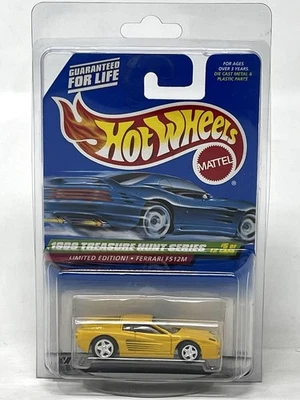 GUARANTEED
FOR LIFE
FOR AGES
OVER 3 YEARS.
DIE CAST METAL &
PLASTIC PARTS
HOT WHEELS
MATTEL
TREASURE HUNT SERIES
LIMITED EDITION! • FERRARI F512M